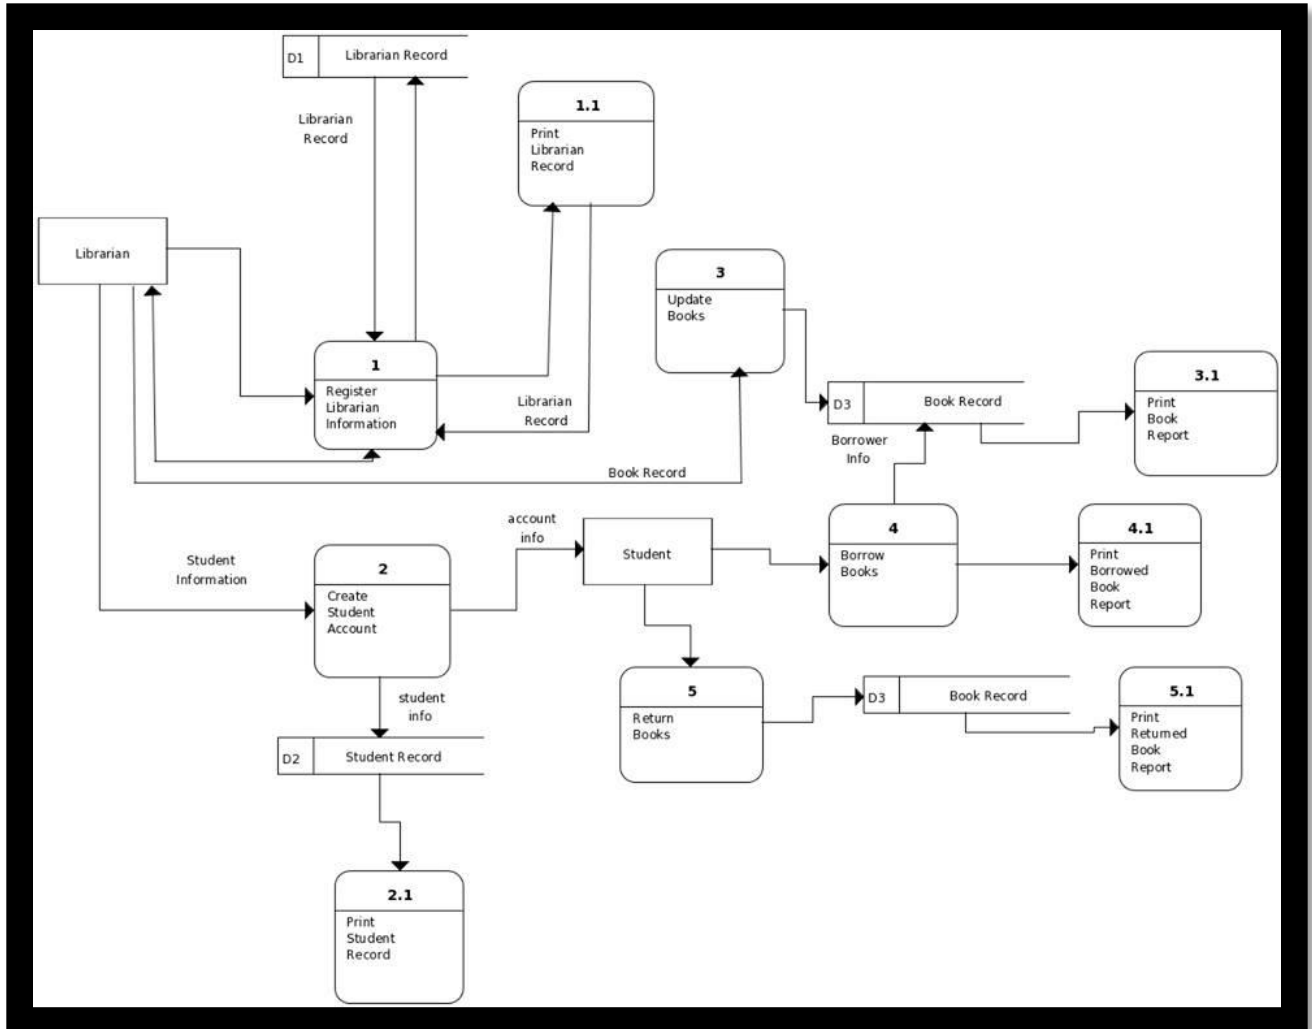 D1
Librarian Record
Librarian
Record
1.1
Print
Librarian
Record
Librarian
1
Register
Librarian
Information
Librarian
Record
3
Update
Books
D3
Book Record
Borrower
Info
3.1
Print
Book
Report
Book Record
Student
Information
2
Create
Student
Account
account
info
Student
4
Borrow
Books
4.1
Print
Borrowed
Book
Report
student
info
5
Return
Books
D3
Book Record
5.1
Print
Returned
Book
Report
D2
Student Record
2.1
Print
Student
Record